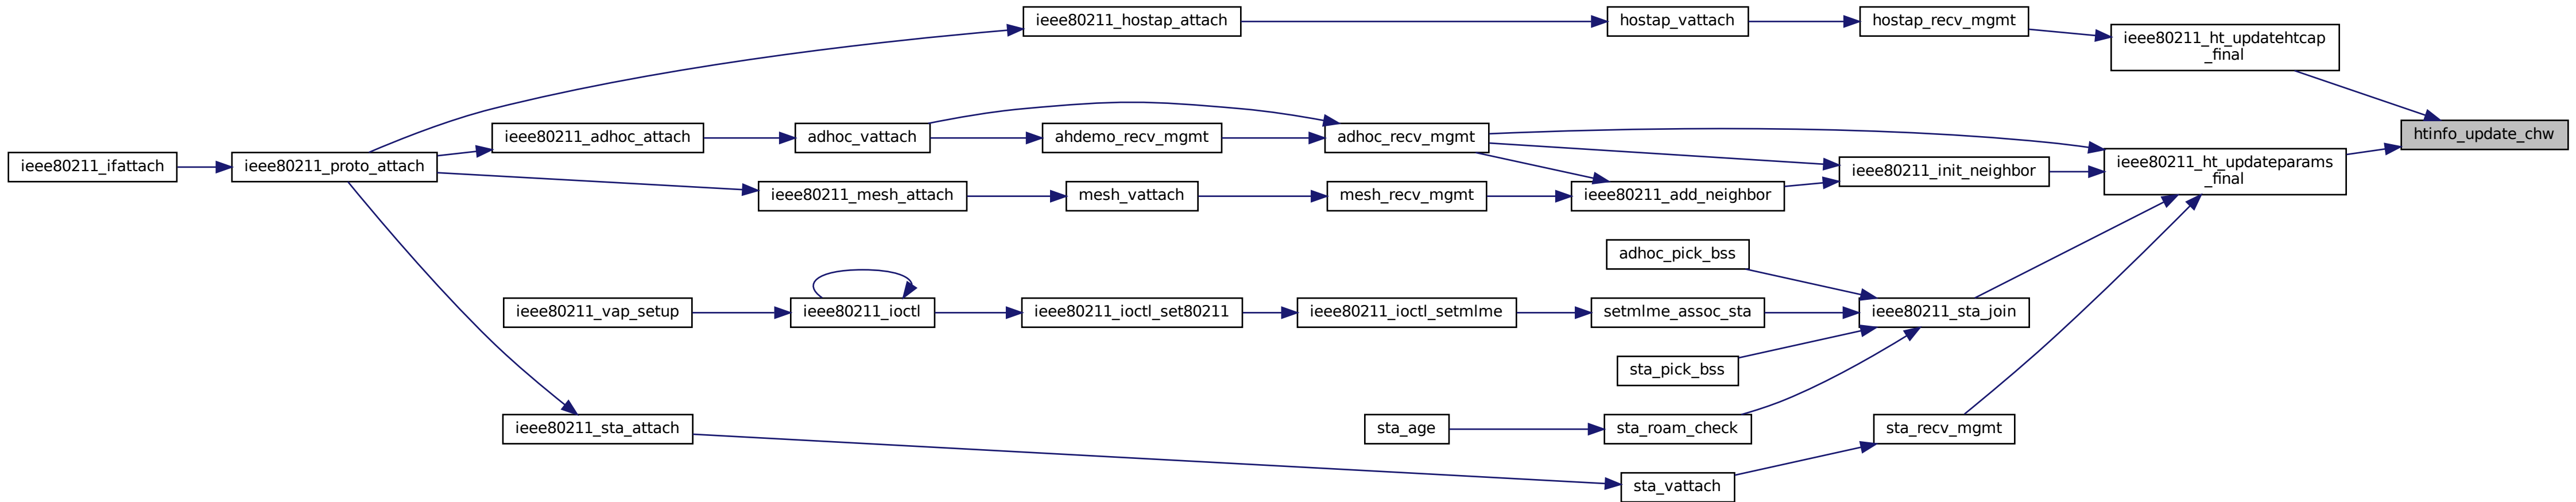 ieee80211_hostap_attach
hostap_vattach
hostap_recv_mgmt
ieee80211_ht_updatehtcap
_final
htinfo_update_chw
ieee80211_adhoc_attach
adhoc_vattach
ahdemo_recv_mgmt
adhoc_recv_mgmt
ieee80211_ifattach
ieee80211_proto_attach
ieee80211_init_neighbor
ieee80211_ht_updateparams
_final
ieee80211_mesh_attach
mesh_vattach
mesh_recv_mgmt
ieee80211_add_neighbor
adhoc_pick_bss
ieee80211_vap_setup
ieee80211_ioctl
ieee80211_ioctl_set80211
ieee80211_ioctl_setmlme
setmlme_assoc_sta
ieee80211_sta_join
sta_pick_bss
ieee80211_sta_attach
sta_age
sta_roam_check
sta_recv_mgmt
sta_vattach